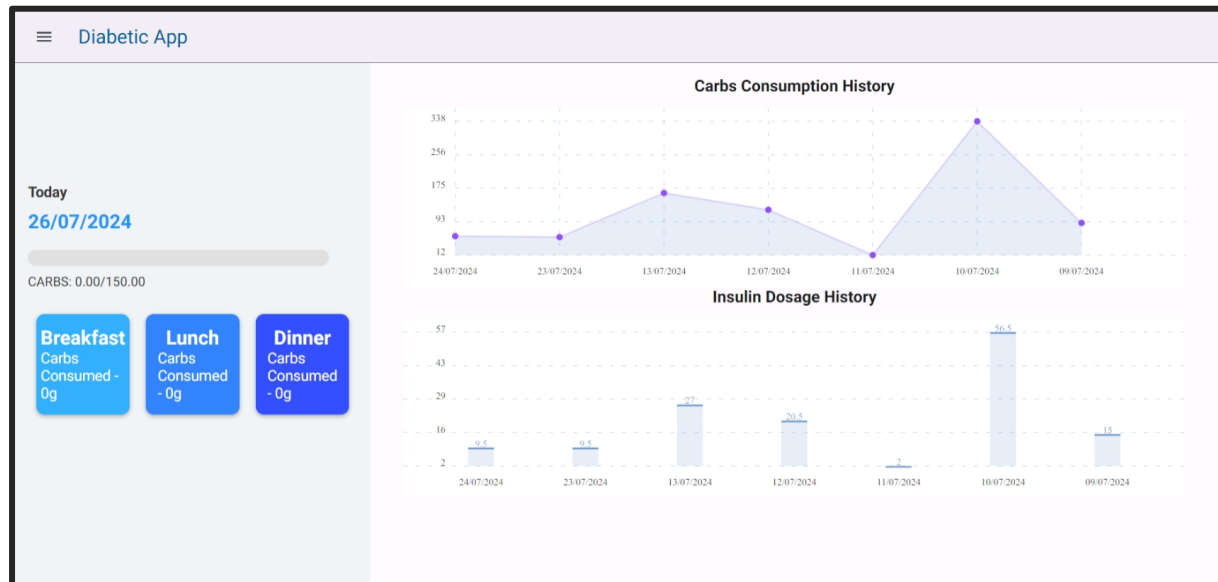 Diabetic App
Today
26/07/2024
CARBS: 0.00/150.00
Breakfast
Carbs
Consumed -
0g
Lunch
Carbs
Consumed
- 0g
Dinner
Carbs
Consumed
- 0g
Carbs Consumption History
338
256
175
93
12
24/07/2024 23/07/2024 13/07/2024 12/07/2024 11/07/2024 10/07/2024 09/07/2024
Insulin Dosage History
57
43
29
16
2
9.5 9.5 27 20.5 2 56.5 15
24/07/2024 23/07/2024 13/07/2024 12/07/2024 11/07/2024 10/07/2024 09/07/2024